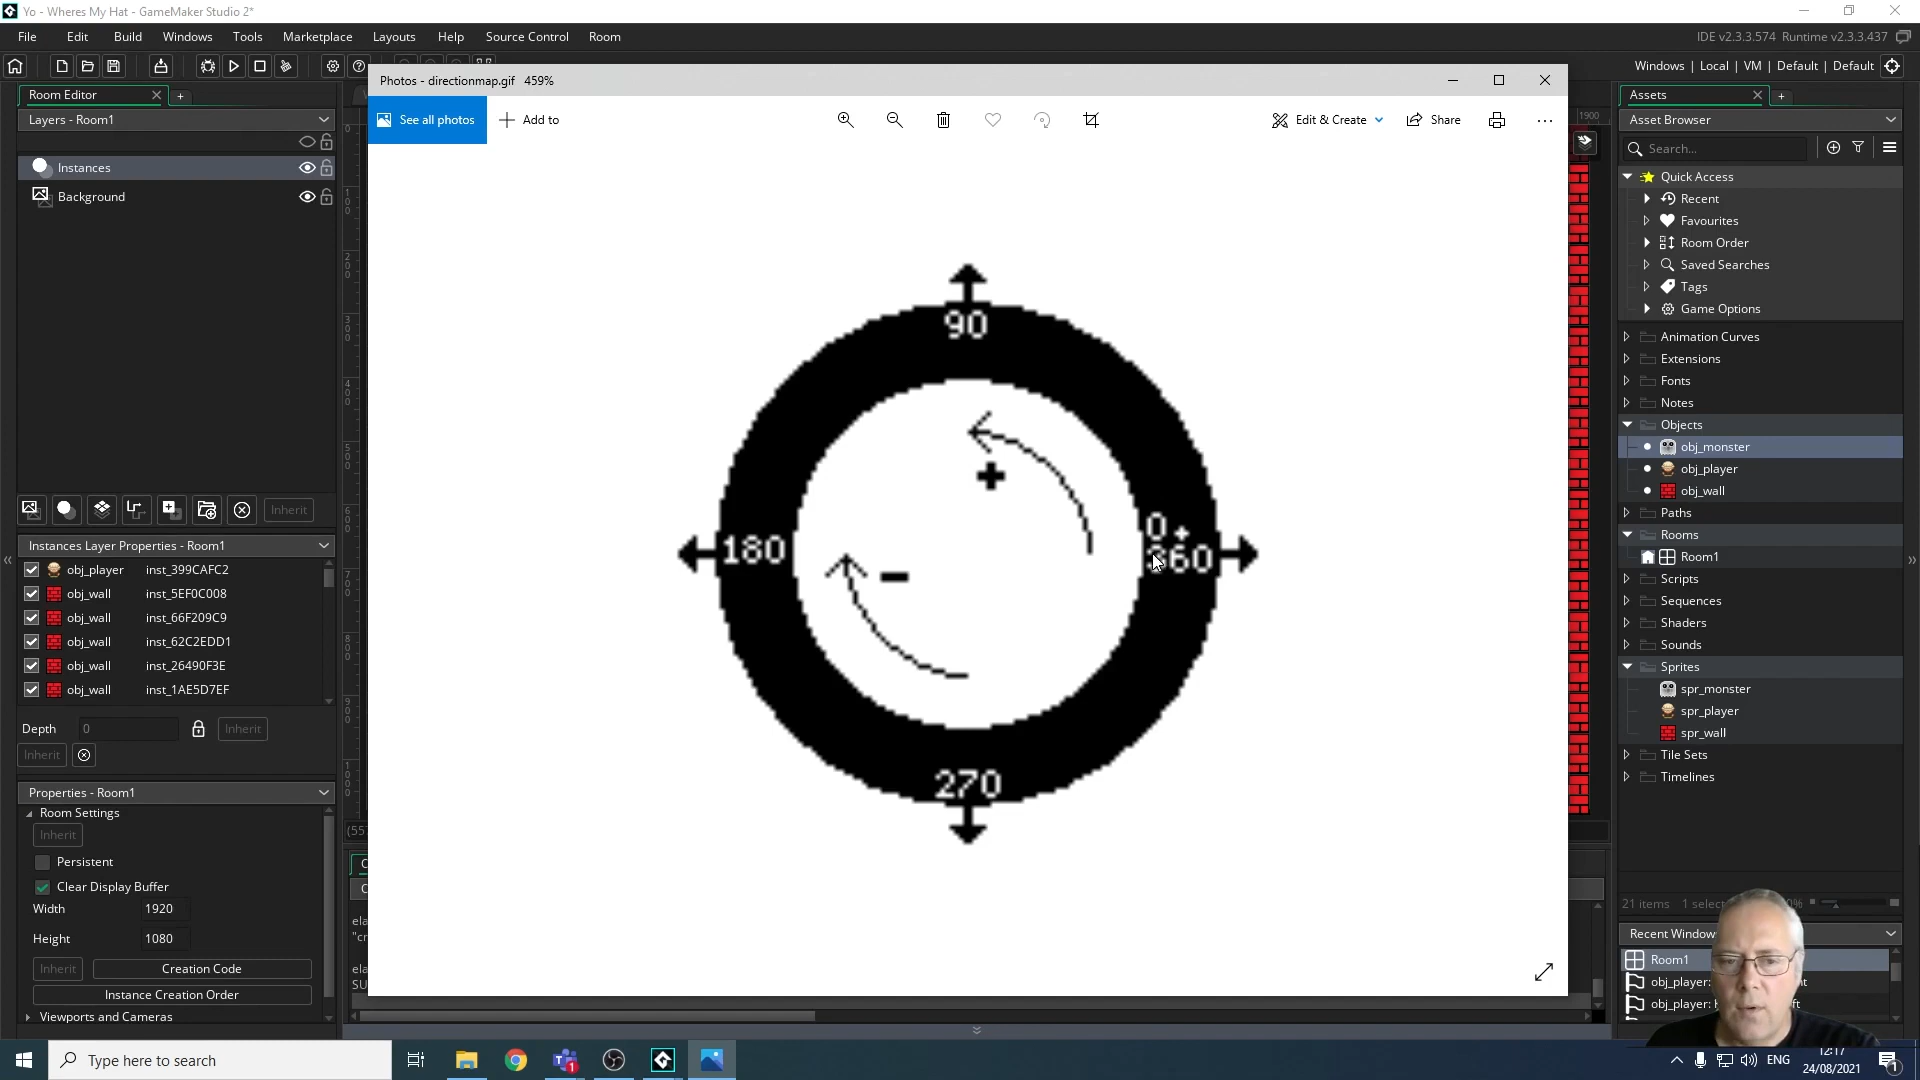 Yo - Wheres My Hat - GameMaker Studio 2*
File Edit Build Windows Tools Marketplace Layouts Help Source Control Room
IDE v2.3.3.574 Runtime v2.3.3.437
Windows | Local | VM | Default | Default
Room Editor
Layers - Room1
Instances
Background
Inherit
Instances Layer Properties - Room1
obj_player inst_399CAFC2
obj_wall inst_5EF0C008
obj_wall inst_66F209C9
obj_wall inst_62C2EDD1
obj_wall inst_26490F3E
obj_wall inst_1AE5D7EF
Depth 0 Inherit
Inherit
Properties - Room1
Room Settings
Inherit
Persistent
Clear Display Buffer
Width 1920
Height 1080
Inherit Creation Code
Instance Creation Order
Viewports and Cameras
Photos - directionmap.gif 459%
See all photos
Add to
Edit & Create
Share
90
+
0 +
360
180
-
270
1900
Assets
Asset Browser
Search...
Quick Access
Recent
Favourites
Room Order
Saved Searches
Tags
Game Options
Animation Curves
Extensions
Fonts
Notes
Objects
obj_monster
obj_player
obj_wall
Paths
Rooms
Room1
Scripts
Sequences
Shaders
Sounds
Sprites
spr_monster
spr_player
spr_wall
Tile Sets
Timelines
21 items
Room1
obj_player:
obj_player:
Type here to search
ENG
12:17
24/08/2021